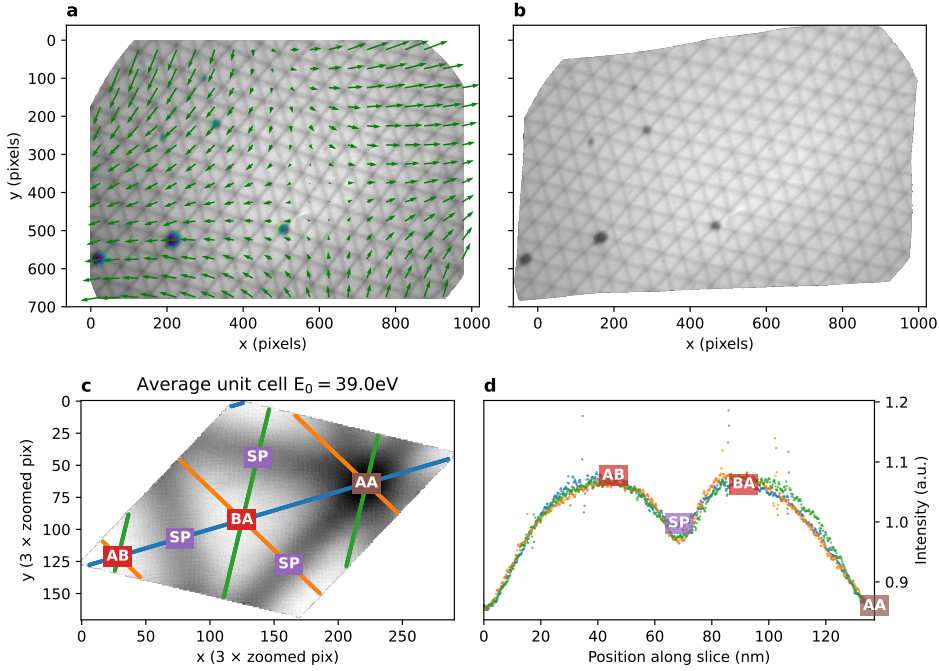 a
b
0
100
200
300
400
500
600
700
y (pixels)
0
200
400
600
800
1000
x (pixels)
0
200
400
600
800
1000
x (pixels)
c
Average unit cell E₀ = 39.0eV
d
0
25
50
75
100
125
150
y (3 × zoomed pix)
SP
AA
BA
SP
AB
SP
0
50
100
150
200
250
x (3 × zoomed pix)
AB
BA
SP
AA
1.2
1.1
1.0
0.9
Intensity (a.u.)
0
20
40
60
80
100
120
Position along slice (nm)